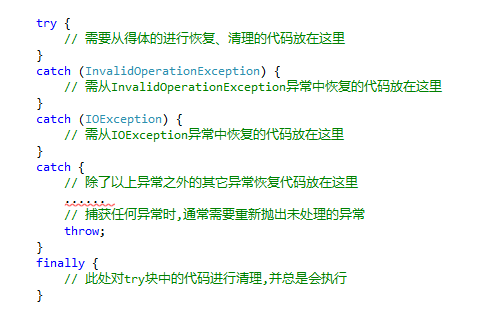 try {
// 需要从得体的进行恢复、清理的代码放在这里
}
catch (InvalidOperationException) {
// 需从InvalidOperationException异常中恢复的代码放在这里
}
catch (IOException) {
// 需从IOException异常中恢复的代码放在这里
}
catch {
// 除了以上异常之外的其它异常恢复代码放在这里
......
// 捕获任何异常时,通常需要重新抛出未处理的异常
throw;
}
finally {
// 此处对try块中的代码进行清理,并总是会执行
}